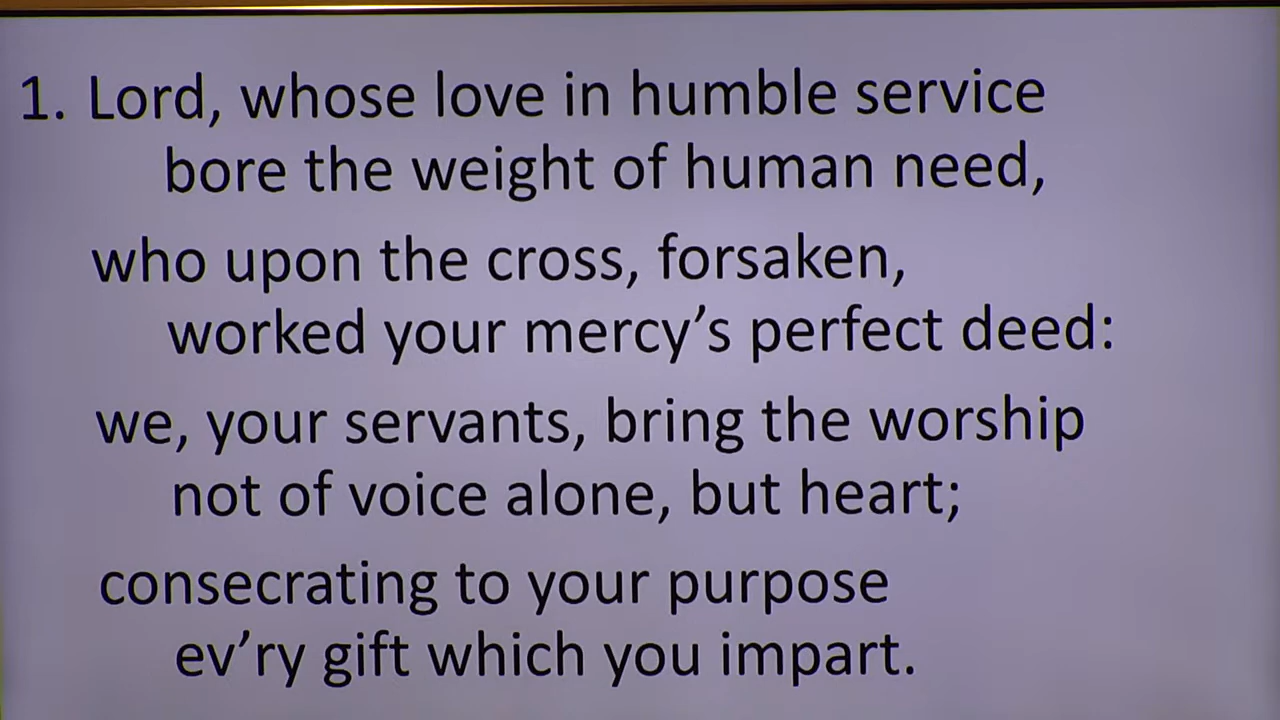 1. Lord, whose love in humble service
bore the weight of human need,
who upon the cross, forsaken,
worked your mercy’s perfect deed:
we, your servants, bring the worship
not of voice alone, but heart;
consecrating to your purpose
ev’ry gift which you impart.